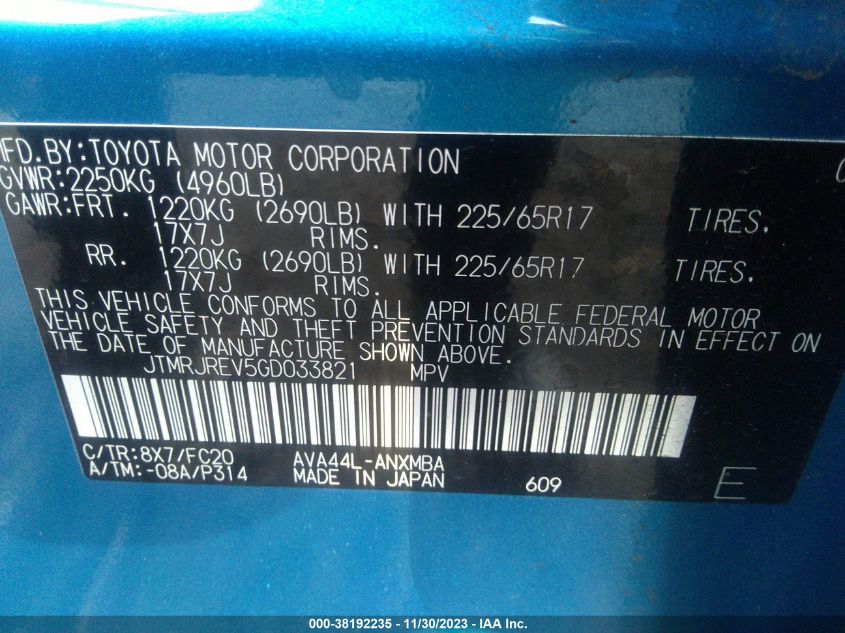 MFD.BY:TOYOTA MOTOR CORPORATION
GVWR:2250KG (4960LB)
GAWR:FRT. 1220KG (2690LB) WITH 225/65R17 TIRES.
17X7J RIMS.
RR. 1220KG (2690LB) WITH 225/65R17 TIRES.
17X7J RIMS.
THIS VEHICLE CONFORMS TO ALL APPLICABLE FEDERAL MOTOR
VEHICLE SAFETY AND THEFT PREVENTION STANDARDS IN EFFECT ON
THE DATE OF MANUFACTURE SHOWN ABOVE.
JTMRJREV5GD033821 MPV
C/TR:8X7/FC20 AVA44L-ANXMBA
A/TM:-08A/P314 MADE IN JAPAN 609 E
000-38192235 - 11/30/2023 - IAA Inc.